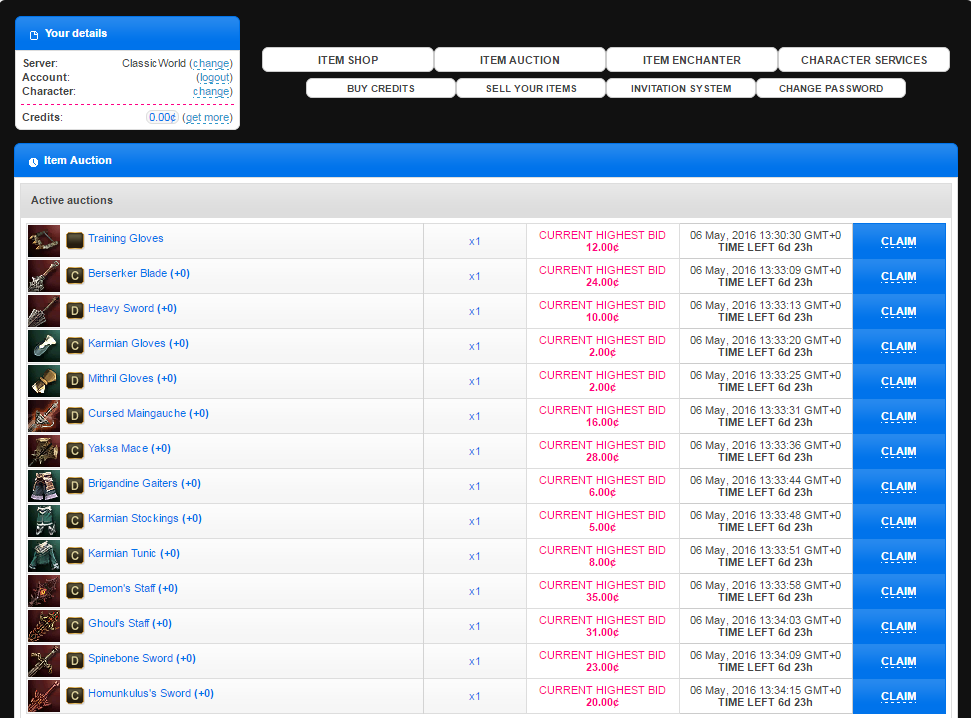 Your details
Server: ClassicWorld (change)
Account: (logout)
Character: change)
Credits: 0.00¢ (get more)
ITEM SHOP ITEM AUCTION ITEM ENCHANTER CHARACTER SERVICES
BUY CREDITS SELL YOUR ITEMS INVITATION SYSTEM CHANGE PASSWORD
Item Auction
Active auctions
Training Gloves x1 CURRENT HIGHEST BID 06 May, 2016 13:30:30 GMT+0 CLAIM
12.00¢ TIME LEFT 6d 23h
C Berserker Blade (+0) x1 CURRENT HIGHEST BID 06 May, 2016 13:33:09 GMT+0 CLAIM
24.00¢ TIME LEFT 6d 23h
D Heavy Sword (+0) x1 CURRENT HIGHEST BID 06 May, 2016 13:33:13 GMT+0 CLAIM
10.00¢ TIME LEFT 6d 23h
C Karmian Gloves (+0) x1 CURRENT HIGHEST BID 06 May, 2016 13:33:20 GMT+0 CLAIM
2.00¢ TIME LEFT 6d 23h
D Mithril Gloves (+0) x1 CURRENT HIGHEST BID 06 May, 2016 13:33:25 GMT+0 CLAIM
2.00¢ TIME LEFT 6d 23h
D Cursed Maingauche (+0) x1 CURRENT HIGHEST BID 06 May, 2016 13:33:31 GMT+0 CLAIM
16.00¢ TIME LEFT 6d 23h
C Yaksa Mace (+0) x1 CURRENT HIGHEST BID 06 May, 2016 13:33:36 GMT+0 CLAIM
28.00¢ TIME LEFT 6d 23h
D Brigandine Gaiters (+0) x1 CURRENT HIGHEST BID 06 May, 2016 13:33:44 GMT+0 CLAIM
6.00¢ TIME LEFT 6d 23h
C Karmian Stockings (+0) x1 CURRENT HIGHEST BID 06 May, 2016 13:33:48 GMT+0 CLAIM
5.00¢ TIME LEFT 6d 23h
C Karmian Tunic (+0) x1 CURRENT HIGHEST BID 06 May, 2016 13:33:51 GMT+0 CLAIM
8.00¢ TIME LEFT 6d 23h
C Demon's Staff (+0) x1 CURRENT HIGHEST BID 06 May, 2016 13:33:58 GMT+0 CLAIM
35.00¢ TIME LEFT 6d 23h
C Ghoul's Staff (+0) x1 CURRENT HIGHEST BID 06 May, 2016 13:34:03 GMT+0 CLAIM
31.00¢ TIME LEFT 6d 23h
D Spinebone Sword (+0) x1 CURRENT HIGHEST BID 06 May, 2016 13:34:09 GMT+0 CLAIM
23.00¢ TIME LEFT 6d 23h
C Homunkulus's Sword (+0) x1 CURRENT HIGHEST BID 06 May, 2016 13:34:15 GMT+0 CLAIM
20.00¢ TIME LEFT 6d 23h